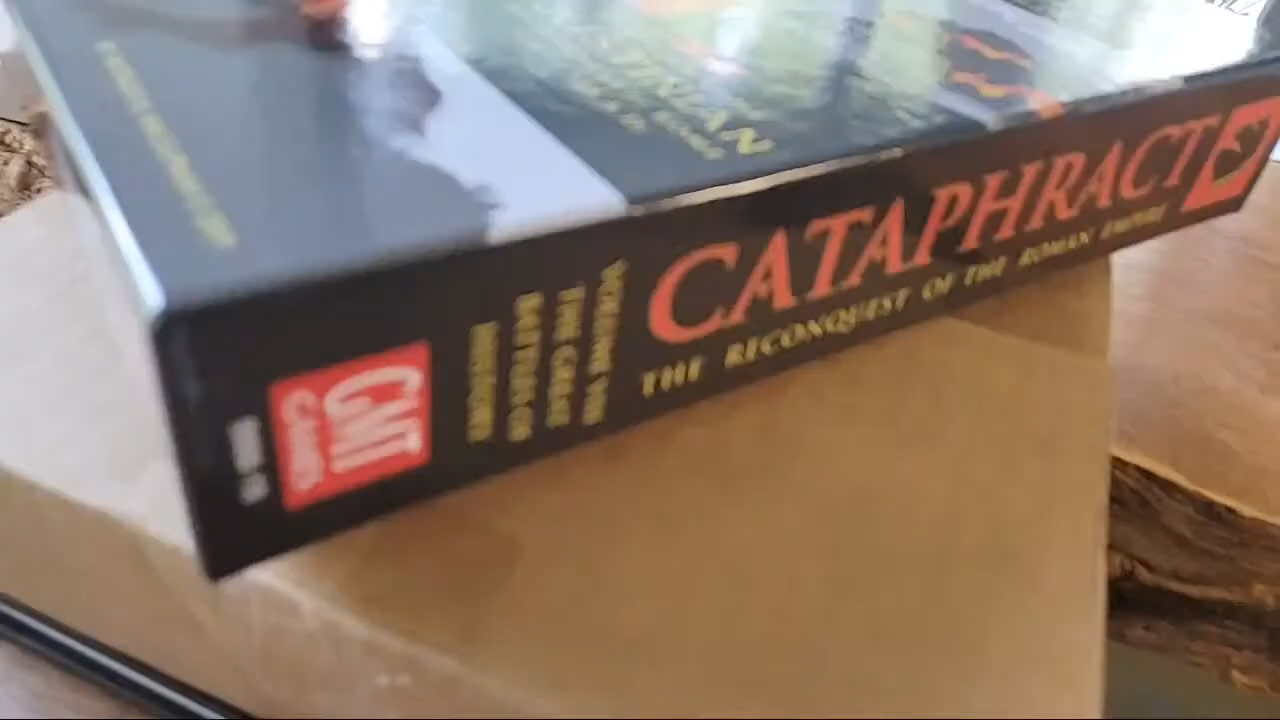 CATAPHRACT
THE RECONQUEST OF THE ROMAN EMPIRE
VOLUME VIII
THE GREAT
BATTLES OF
HISTORY
GMT
GAMES